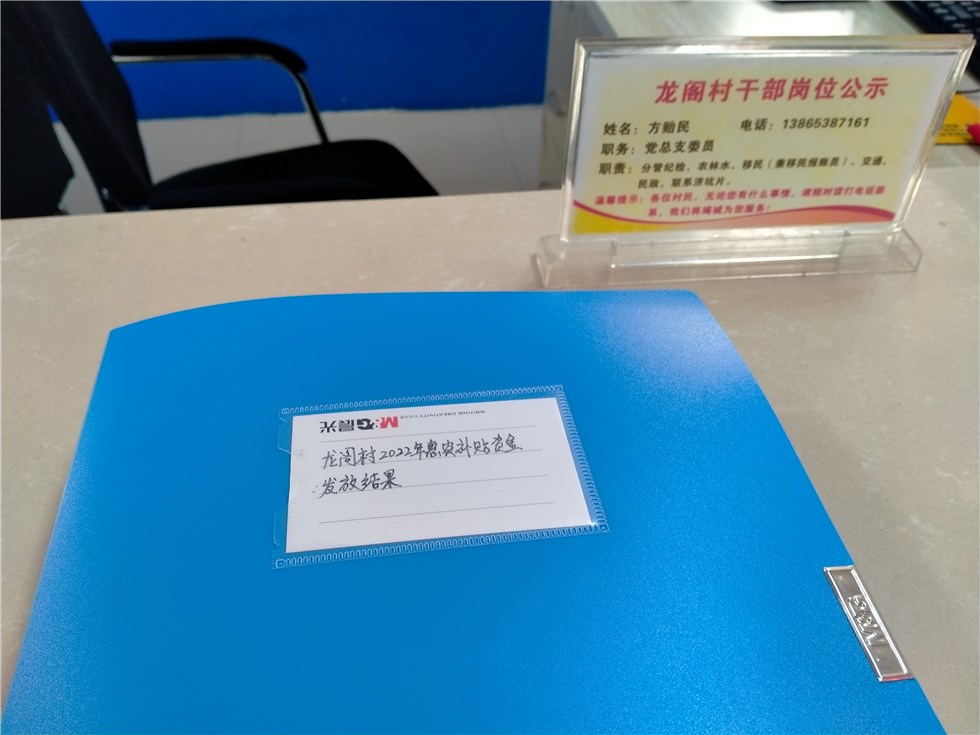 龙阁村干部岗位公示
姓名：方贻民 电话：13865387161
职务：党总支委员
职责：分管纪检、农林水、移民（兼移民报账员）、交通、
民政，联系济坑片。
温馨提示：各位村民，无论您有什么事情，请随时拨打电话联
系，我们将竭诚为您服务！
M&G晨光
WRITING CREATIVITY
龙阁村2022年惠农补贴资金
发放结果
M&G